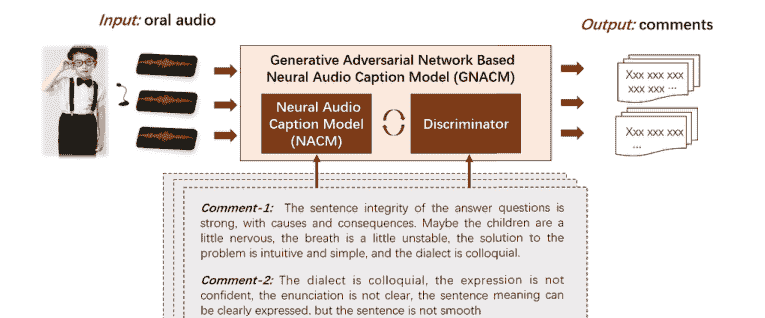 Input: oral audio
Output: comments
Generative Adversarial Network Based
Neural Audio Caption Model (GNACM)
Neural Audio
Caption Model
(NACM)
Discriminator
Xxx xxx xxx
xxx xxx ...
Xxx xxx xxx
...
Comment-1: The sentence integrity of the answer questions is
strong, with causes and consequences. Maybe the children are a
little nervous, the breath is a little unstable, the solution to the
problem is intuitive and simple, and the dialect is colloquial.
Comment-2: The dialect is colloquial, the expression is not
confident, the enunciation is not clear, the sentence meaning can
be clearly expressed, but the sentence is not smooth